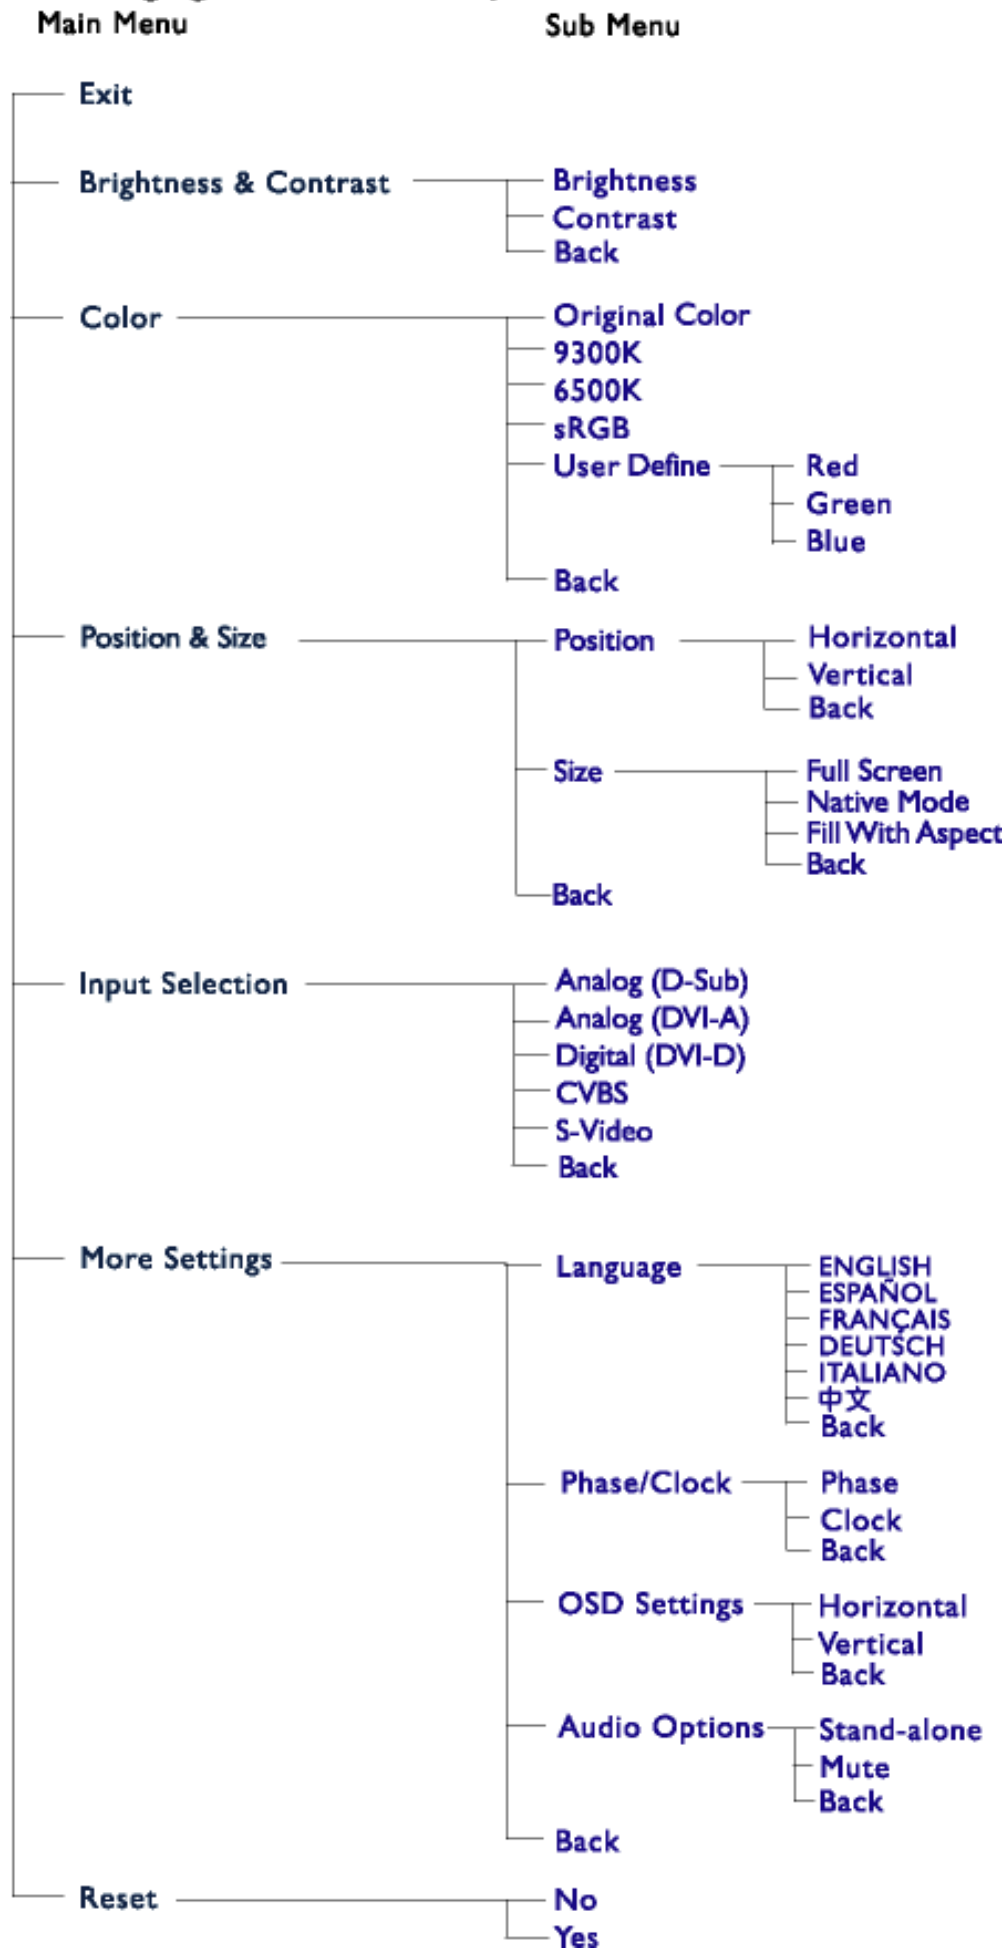 Main Menu Sub Menu
Exit
Brightness & Contrast Brightness
Contrast
Back
Color Original Color
9300K
6500K
sRGB
User Define Red
Green
Blue
Back
Position & Size Position Horizontal
Vertical
Back
Size Full Screen
Native Mode
Fill With Aspect
Back
Back
Input Selection Analog (D-Sub)
Analog (DVI-A)
Digital (DVI-D)
CVBS
S-Video
Back
More Settings Language ENGLISH
ESPAÑOL
FRANÇAIS
DEUTSCH
ITALIANO
中文
Back
Phase/Clock Phase
Clock
Back
OSD Settings Horizontal
Vertical
Back
Audio Options Stand-alone
Mute
Back
Back
Reset No
Yes